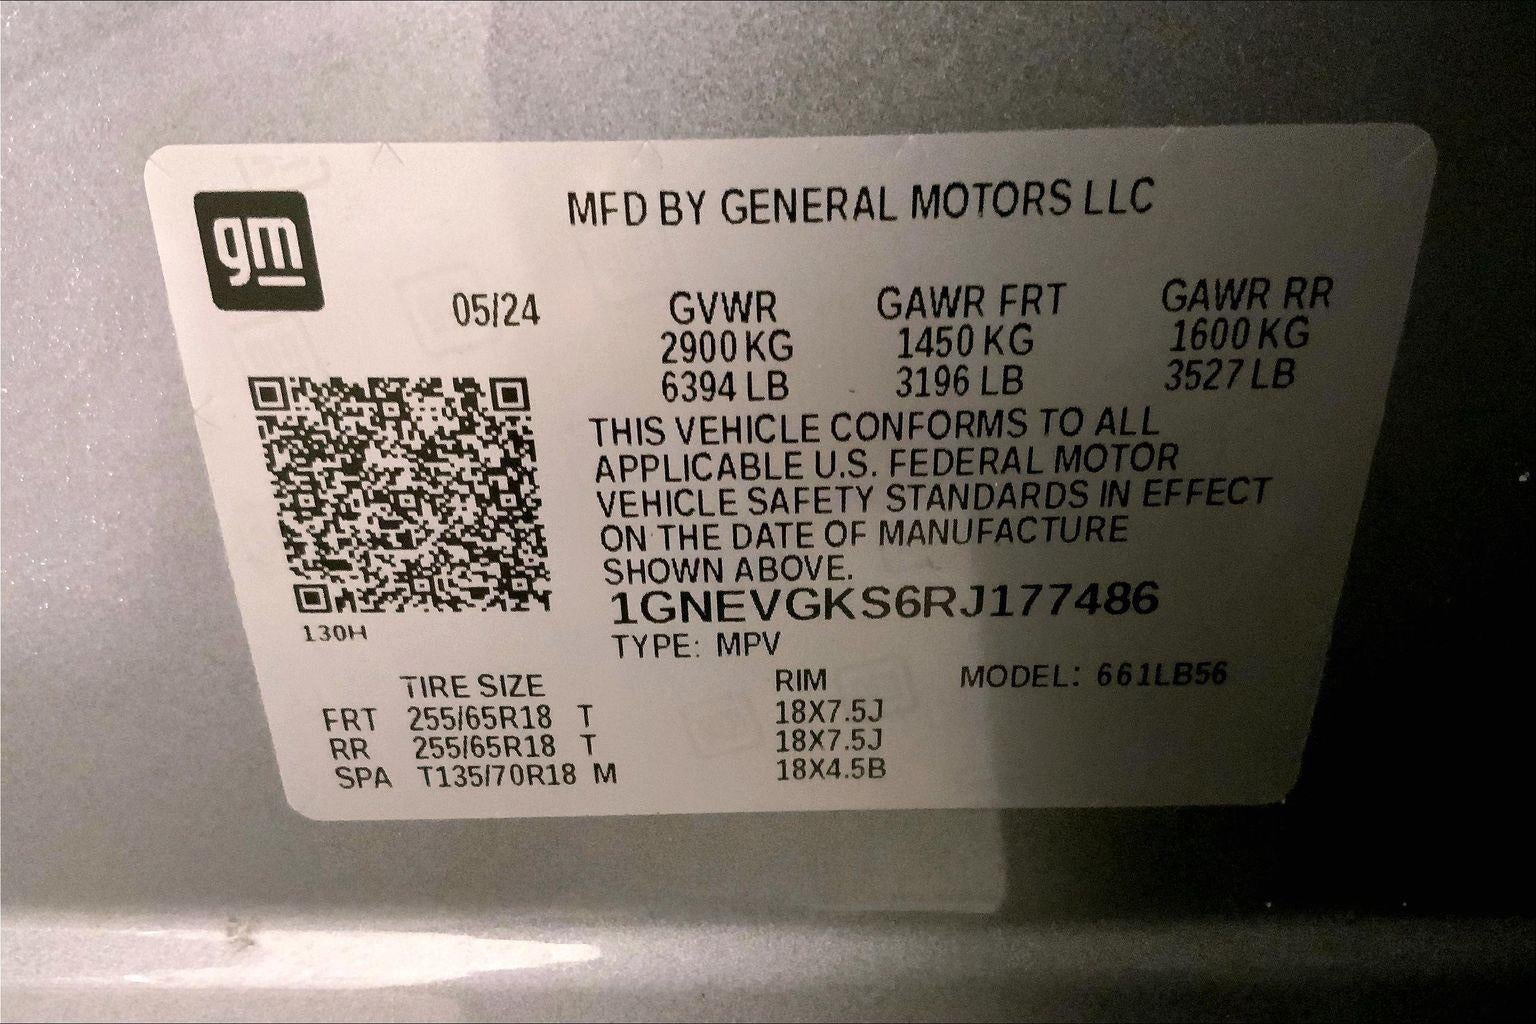 gm
MFD BY GENERAL MOTORS LLC
05/24 GVWR GAWR FRT GAWR RR
2900 KG 1450 KG 1600 KG
6394 LB 3196 LB 3527 LB
THIS VEHICLE CONFORMS TO ALL
APPLICABLE U.S. FEDERAL MOTOR
VEHICLE SAFETY STANDARDS IN EFFECT
ON THE DATE OF MANUFACTURE
SHOWN ABOVE.
1GNEVGKS6RJ177486
130H
TYPE: MPV
TIRE SIZE RIM MODEL: 661LB56
FRT 255/65R18 T 18X7.5J
RR 255/65R18 T 18X7.5J
SPA T135/70R18 M 18X4.5B